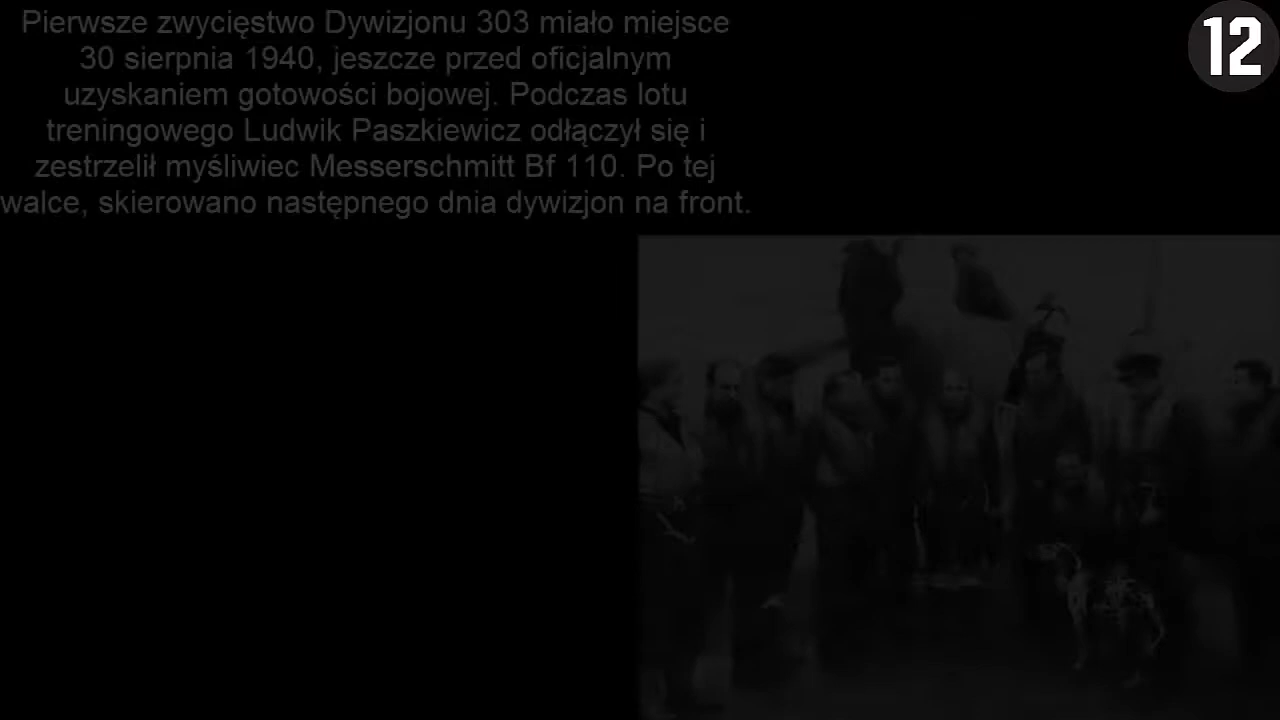 Pierwsze zwycięstwo Dywizjonu 303 miało miejsce
30 sierpnia 1940, jeszcze przed oficjalnym
uzyskaniem gotowości bojowej. Podczas lotu
treningowego Ludwik Paszkiewicz odłączył się i
zestrzelił myśliwiec Messerschmitt Bf 110. Po tej
walce, skierowano następnego dnia dywizjon na front.
12